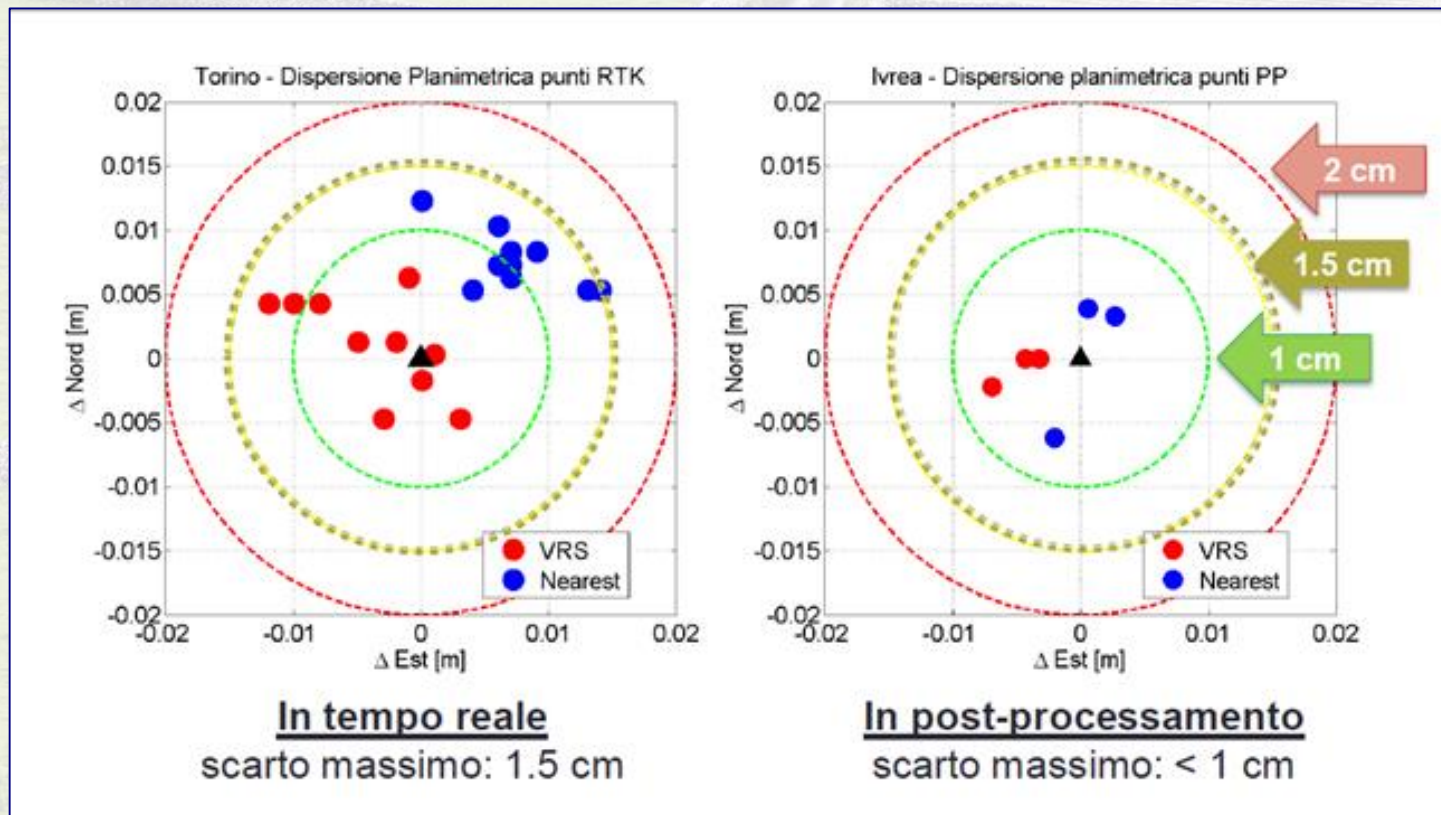 Torino - Dispersione Planimetrica punti RTK
0.02
0.015
0.01
0.005
0
-0.005
-0.01
-0.015
-0.02
Δ Nord [m]
-0.02
-0.01
0
0.01
0.02
Δ Est [m]
VRS
Nearest
Ivrea - Dispersione planimetrica punti PP
0.02
0.015
0.01
0.005
0
-0.005
-0.01
-0.015
-0.02
Δ Nord [m]
-0.02
-0.01
0
0.01
0.02
Δ Est [m]
VRS
Nearest
2 cm
1.5 cm
1 cm
In tempo reale
scarto massimo: 1.5 cm
In post-processamento
scarto massimo: < 1 cm